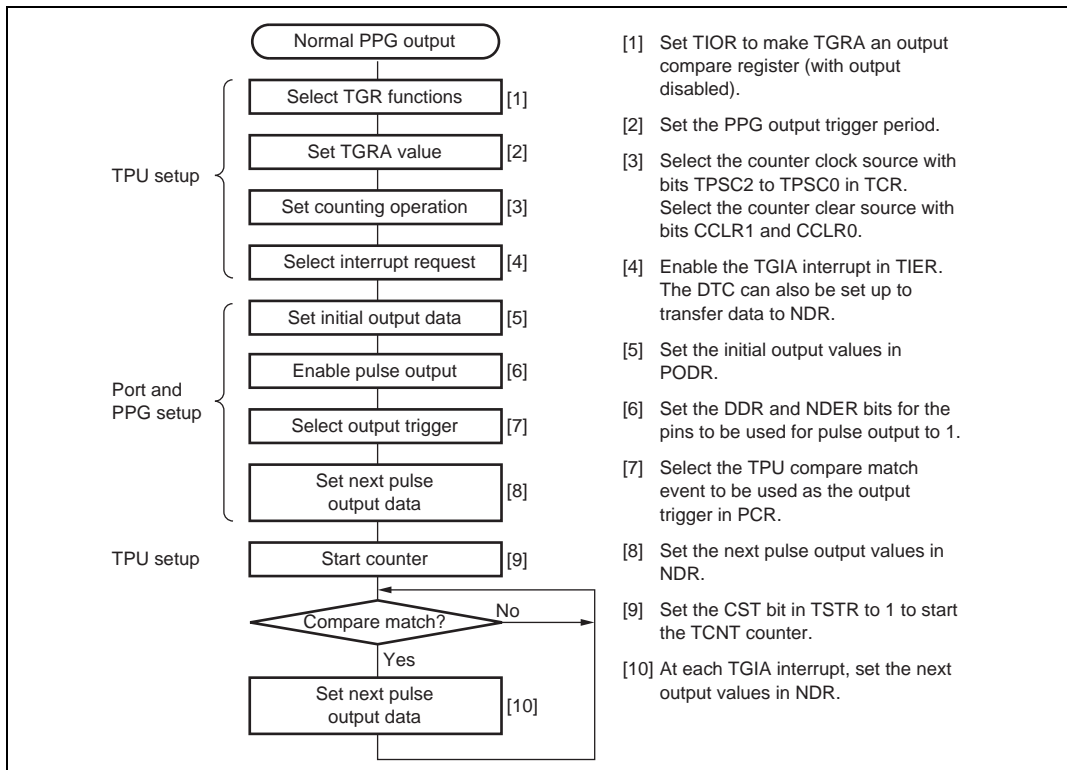 Normal PPG output
Select TGR functions [1]
Set TGRA value [2]
Set counting operation [3]
Select interrupt request [4]
TPU setup
Set initial output data [5]
Enable pulse output [6]
Select output trigger [7]
Set next pulse
output data [8]
Port and
PPG setup
TPU setup
Start counter [9]
Compare match?
No
Yes
Set next pulse
output data [10]
[1] Set TIOR to make TGRA an output
compare register (with output
disabled).
[2] Set the PPG output trigger period.
[3] Select the counter clock source with
bits TPSC2 to TPSC0 in TCR.
Select the counter clear source with
bits CCLR1 and CCLR0.
[4] Enable the TGIA interrupt in TIER.
The DTC can also be set up to
transfer data to NDR.
[5] Set the initial output values in
PODR.
[6] Set the DDR and NDER bits for the
pins to be used for pulse output to 1.
[7] Select the TPU compare match
event to be used as the output
trigger in PCR.
[8] Set the next pulse output values in
NDR.
[9] Set the CST bit in TSTR to 1 to start
the TCNT counter.
[10] At each TGIA interrupt, set the next
output values in NDR.